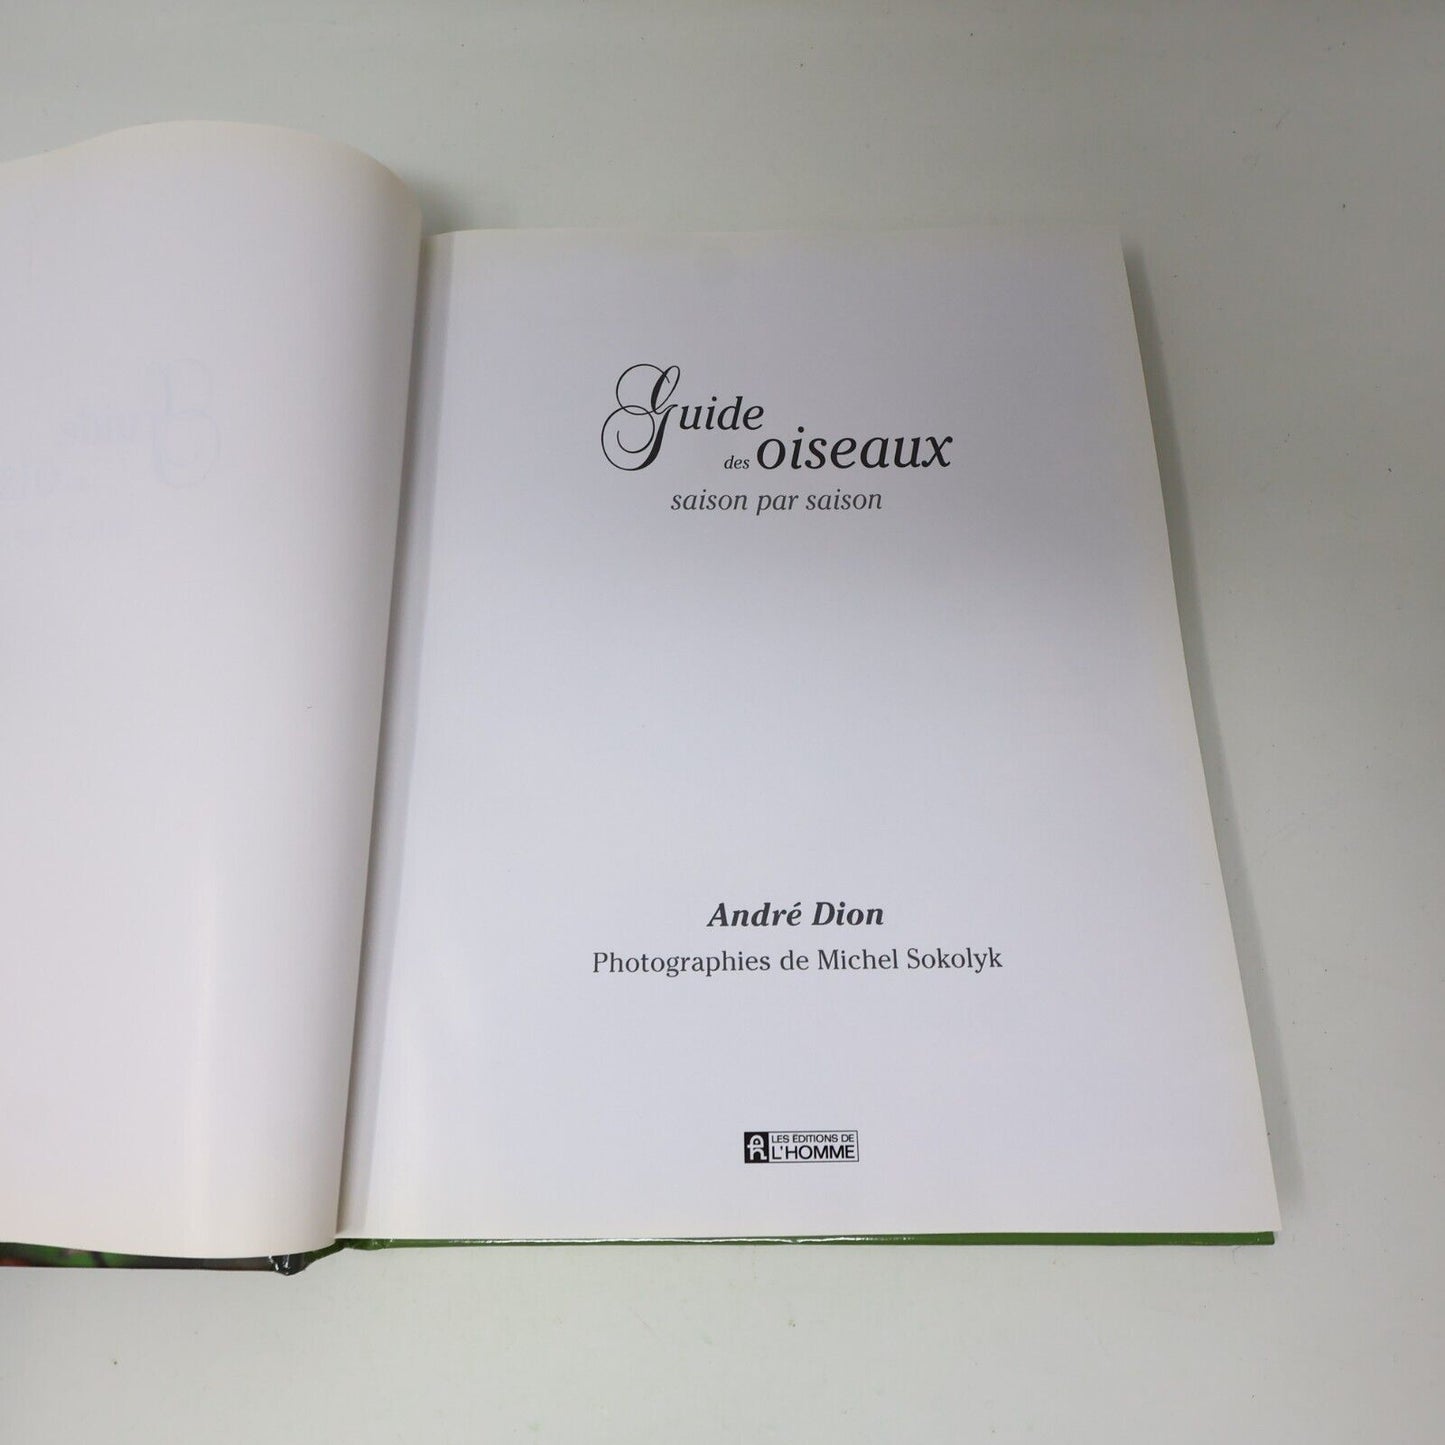 Guide
des oiseaux
saison par saison
André Dion
Photographies de Michel Sokolyk
LES ÉDITIONS DE
L'HOMME